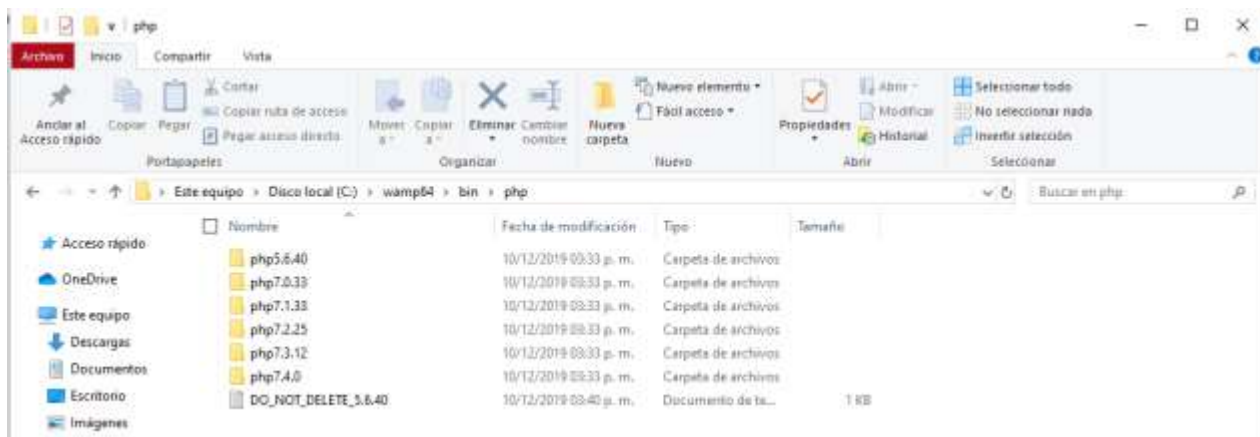 php
Archivo Inicio Compartir Vista
Anclar al Acceso rápido
Copiar
Pegar
Cortar
Copiar ruta de acceso
Pegar acceso directo
Portapapeles
Mover a
Copiar a
Eliminar
Cambiar nombre
Organizar
Nueva carpeta
Nuevo elemento
Fácil acceso
Nuevo
Propiedades
Abrir
Modificar
Historial
Abrir
Seleccionar todo
No seleccionar nada
Invertir selección
Seleccionar
Este equipo > Disco local (C:) > wamp64 > bin > php
Buscar en php
Nombre Fecha de modificación Tipo Tamaño
Acceso rápido
OneDrive
Este equipo
Descargas
Documentos
Escritorio
Imágenes
php5.6.40 10/12/2019 03:33 p. m. Carpeta de archivos
php7.0.33 10/12/2019 03:33 p. m. Carpeta de archivos
php7.1.33 10/12/2019 03:33 p. m. Carpeta de archivos
php7.2.25 10/12/2019 03:33 p. m. Carpeta de archivos
php7.3.12 10/12/2019 03:33 p. m. Carpeta de archivos
php7.4.0 10/12/2019 03:33 p. m. Carpeta de archivos
DO_NOT_DELETE_5.6.40 10/12/2019 03:40 p. m. Documento de te... 1 KB